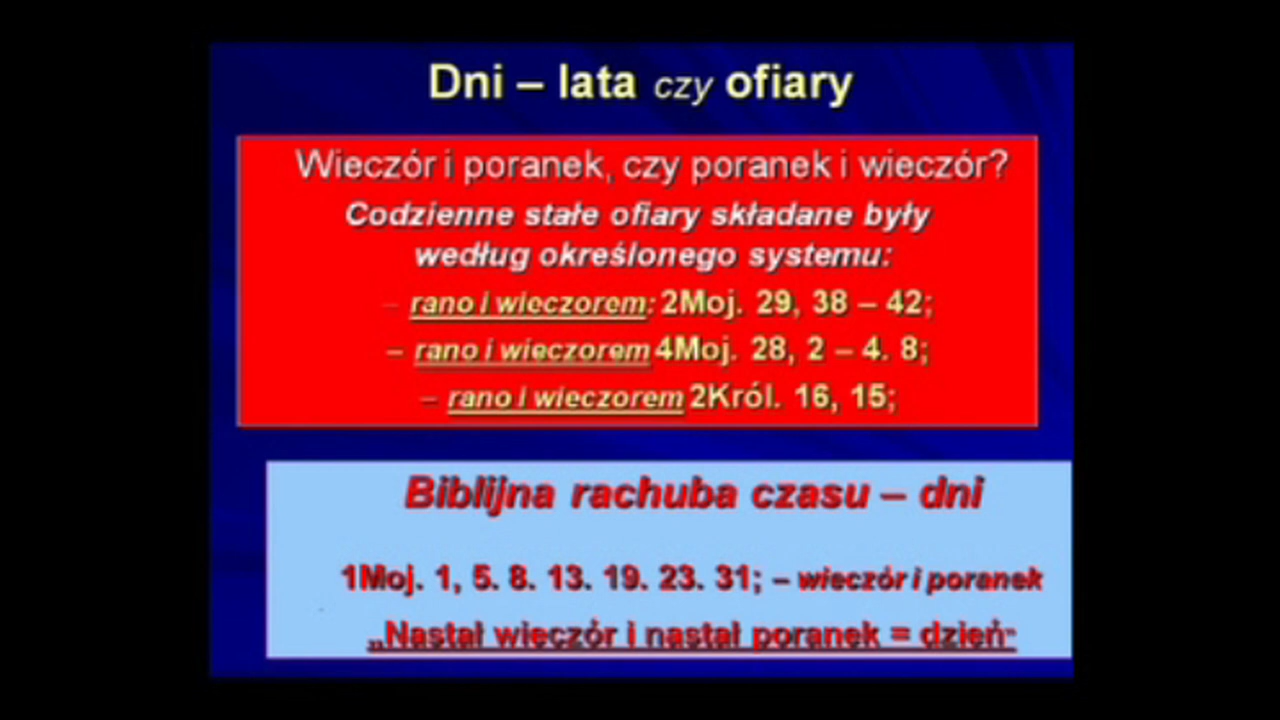 Dni – lata czy ofiary
Wieczór i poranek, czy poranek i wieczór?
Codzienne stałe ofiary składane były
według określonego systemu:
– rano i wieczorem: 2Moj. 29, 38 – 42;
– rano i wieczorem 4Moj. 28, 2 – 4. 8;
– rano i wieczorem 2Król. 16, 15;
Biblijna rachuba czasu – dni
1Moj. 1, 5. 8. 13. 19. 23. 31; – wieczór i poranek
„Nastał wieczór i nastał poranek = dzień"